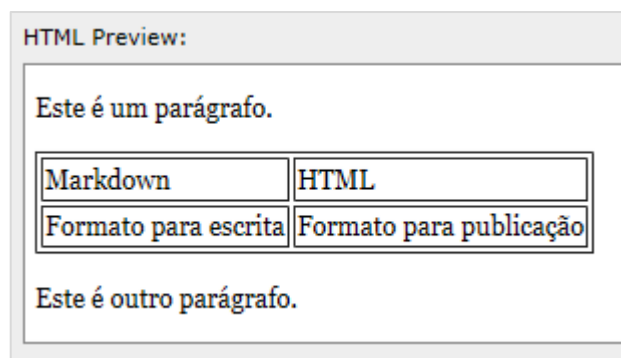 HTML Preview:
Este é um parágrafo.
Markdown HTML
Formato para escrita Formato para publicação
Este é outro parágrafo.